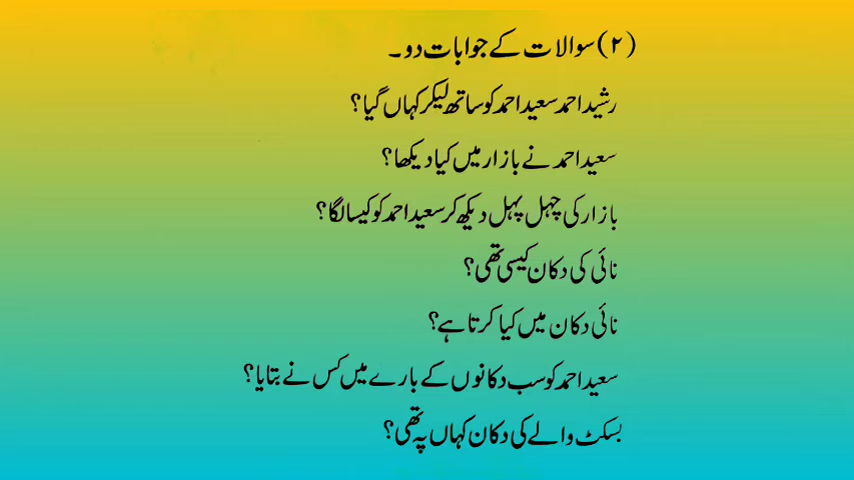 (۲) سوالات کے جوابات دو۔
رشید احمد سعید احمد کو ساتھ لیکر کہاں گیا؟
سعید احمد نے بازار میں کیا دیکھا؟
بازار کی چہل پہل دیکھ کر سعید احمد کو کیسا لگا؟
نائی کی دکان کیسی تھی؟
نائی دکان میں کیا کرتا ہے؟
سعید احمد کو سب دکانوں کے بارے میں کس نے بتایا؟
بسکٹ والے کی دکان کہاں پہ تھی؟